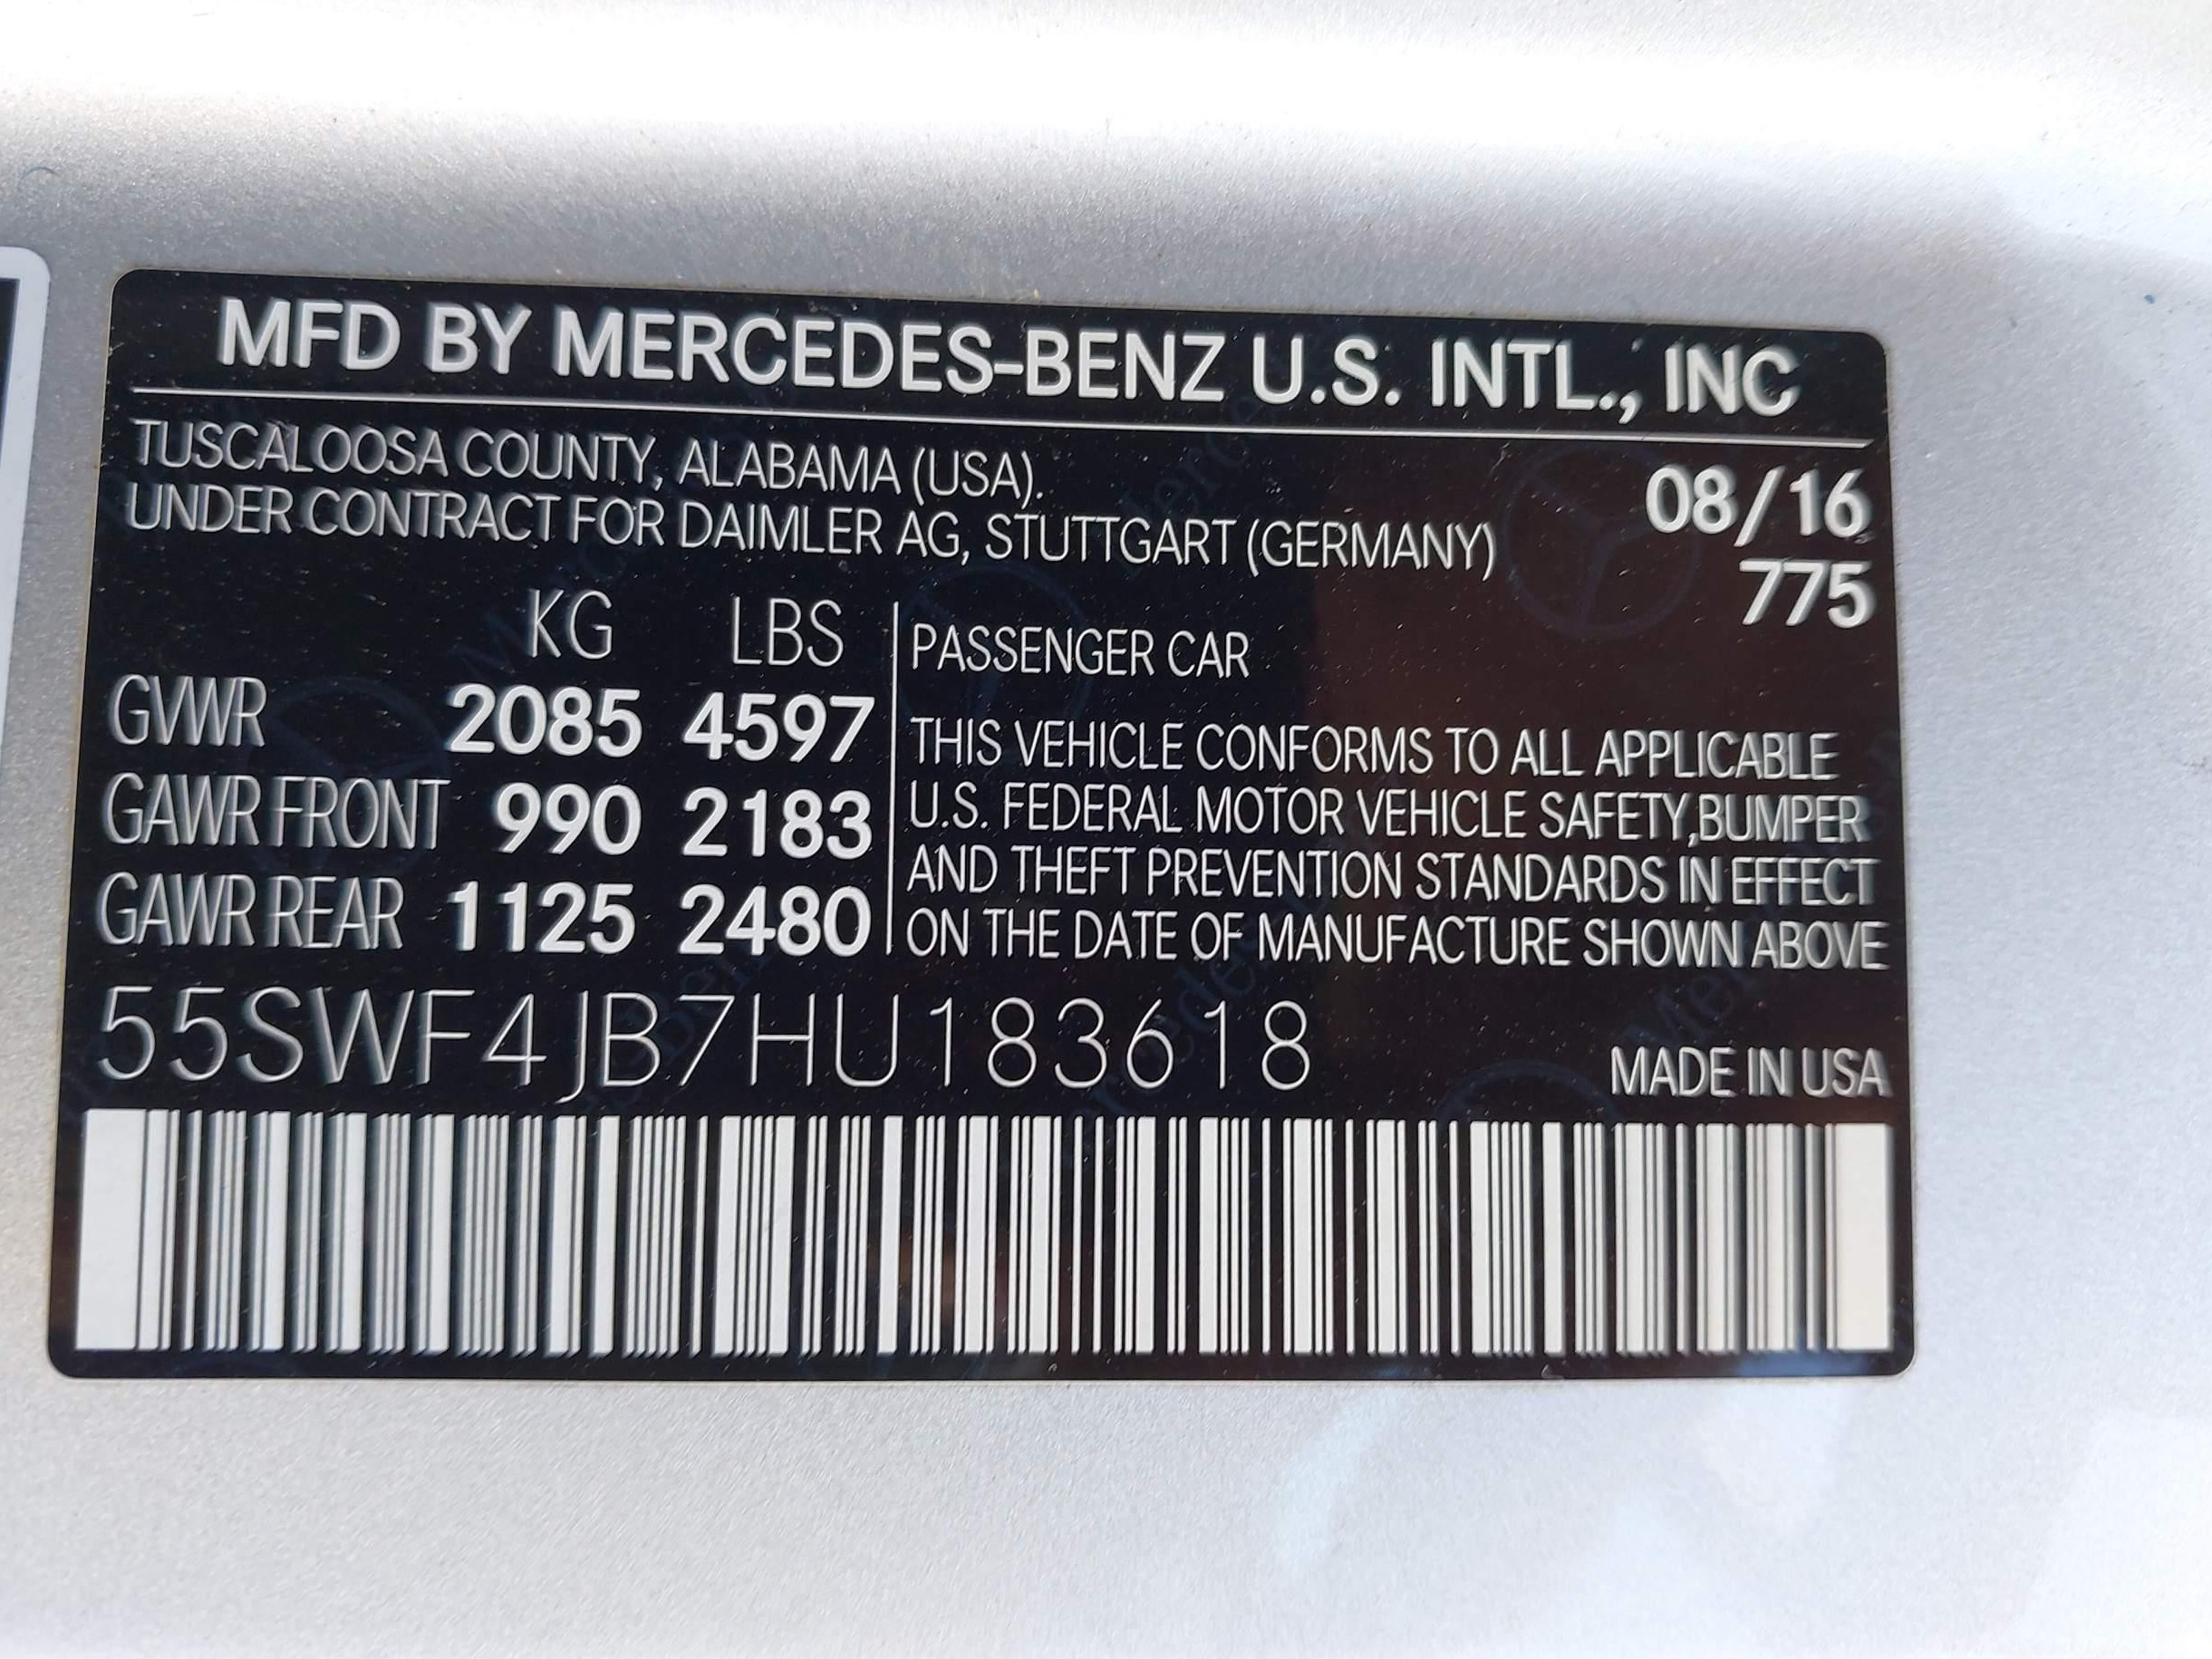 MFD BY MERCEDES-BENZ U.S. INTL., INC
TUSCALOOSA COUNTY, ALABAMA (USA).
UNDER CONTRACT FOR DAIMLER AG, STUTTGART (GERMANY)
08/16
775
KG LBS
GVWR 2085 4597
GAWR FRONT 990 2183
GAWR REAR 1125 2480
PASSENGER CAR
THIS VEHICLE CONFORMS TO ALL APPLICABLE
U.S. FEDERAL MOTOR VEHICLE SAFETY,BUMPER
AND THEFT PREVENTION STANDARDS IN EFFECT
ON THE DATE OF MANUFACTURE SHOWN ABOVE
55SWF4JB7HU183618
MADE IN USA